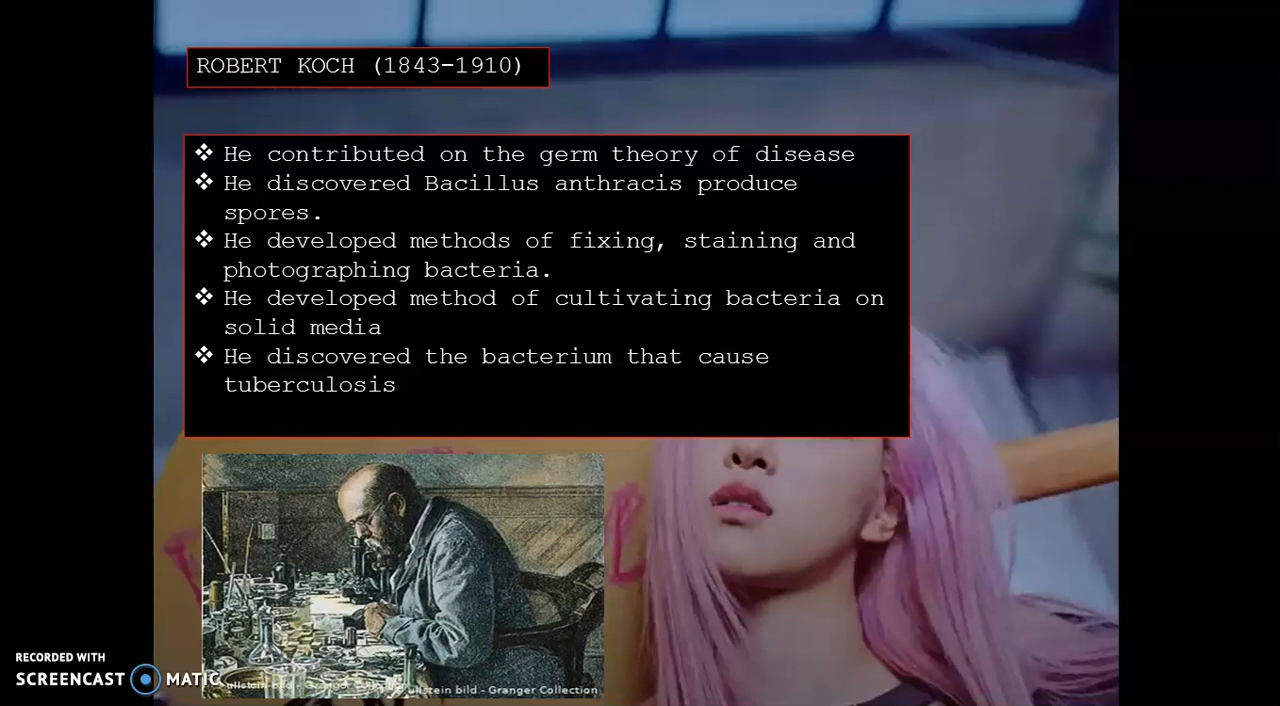 ROBERT KOCH (1843-1910)
❖ He contributed on the germ theory of disease
❖ He discovered Bacillus anthracis produce
spores.
❖ He developed methods of fixing, staining and
photographing bacteria.
❖ He developed method of cultivating bacteria on
solid media
❖ He discovered the bacterium that cause
tuberculosis
ullstein bild - Granger Collection
RECORDED WITH
SCREENCAST MATIC